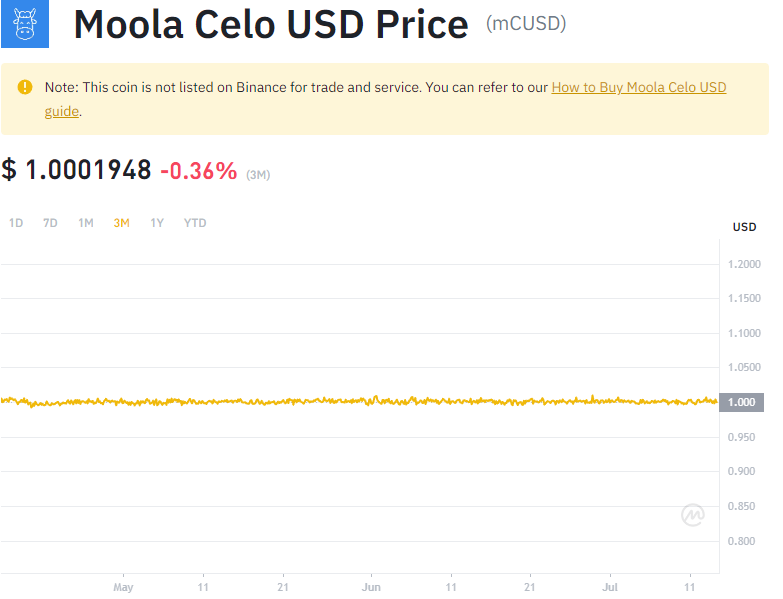 Moola Celo USD Price (mCUSD)
Note: This coin is not listed on Binance for trade and service. You can refer to our How to Buy Moola Celo USD
guide.
$ 1.0001948 -0.36% (3M)
1D 7D 1M 3M 1Y YTD
USD
1.2000
1.1500
1.1000
1.0500
1.000
0.950
0.900
0.850
0.800
May 11 21 Jun 11 21 Jul 11